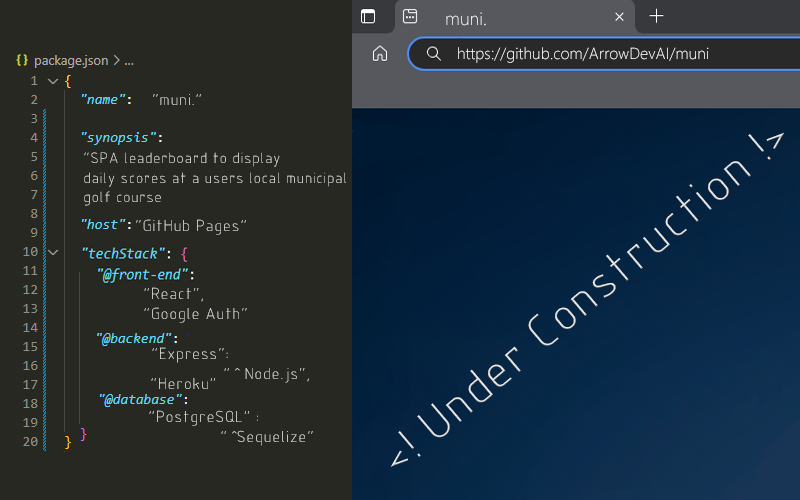 {} package.json > ...
1 {
2 "name": "muni."
3
4 "synopsis":
5 "SPA leaderboard to display
6 daily scores at a users local municipal
7 golf course
8
9 "host":"GitHub Pages"
10 "techStack": {
11 "@front-end":
12 "React",
13 "Google Auth"
14
15 "@backend":
"Express":
16 "^Node.js",
17 "Heroku"
18 "@database":
19 "PostgreSQL" :
"^Sequelize"
}
20 }
muni.
https://github.com/ArrowDevAI/muni
<! Under Construction !>